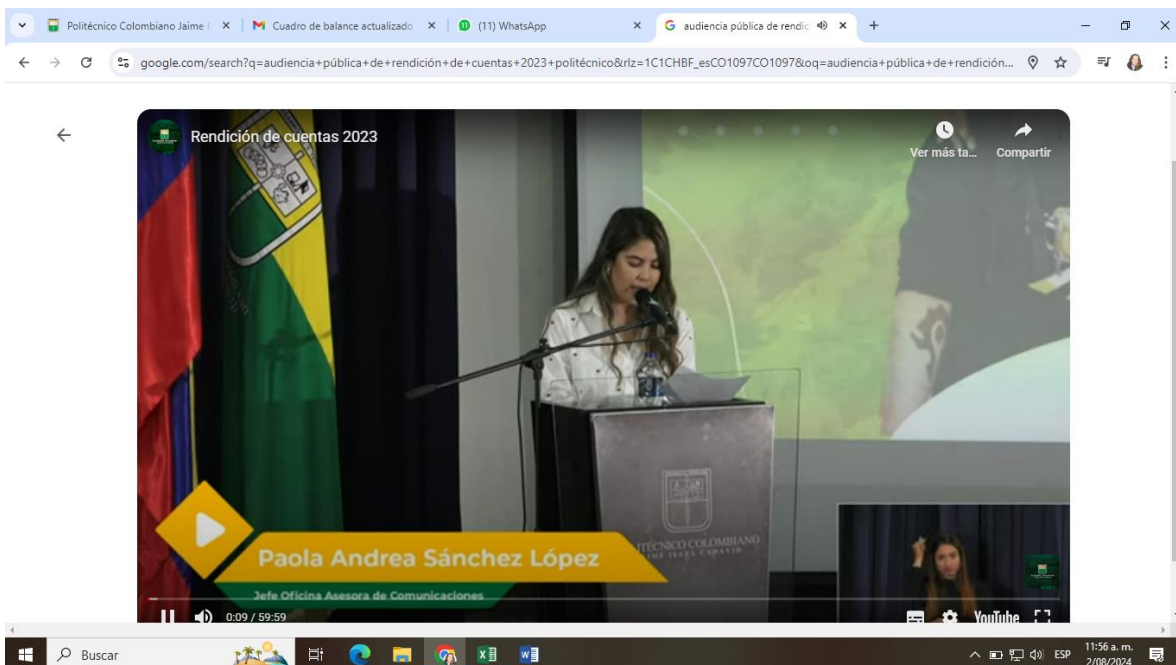 Politécnico Colombiano Jaime I
Cuadro de balance actualizado
(11) WhatsApp
audiencia pública de rendic
google.com/search?q=audiencia+pública+de+rendición+de+cuentas+2023+politécnico&rlz=1C1CHBF_esCO1097CO1097&oq=audiencia+pública+de+rendición...
Rendición de cuentas 2023
Ver más ta...
Compartir
POLITÉCNICO COLOMBIANO
JAIME ISAZA CADAVID
Paola Andrea Sánchez López
Jefe Oficina Asesora de Comunicaciones
0:09 / 59:59
YouTube
Buscar
ESP
11:56 a. m.
2/08/2024